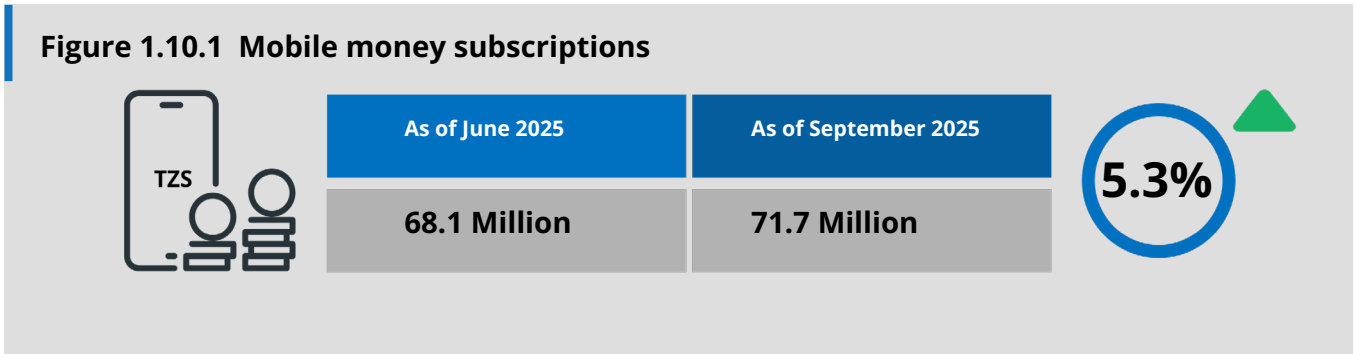 Figure 1.10.1 Mobile money subscriptions
TZS
As of June 2025
As of September 2025
68.1 Million
71.7 Million
5.3%